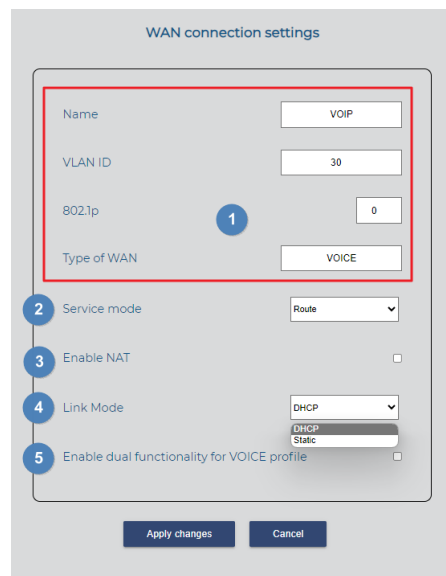 WAN connection settings
Name VOIP
VLAN ID 30
802.1p 0
1
Type of WAN VOICE
2 Service mode Route
3 Enable NAT
4 Link Mode DHCP
DHCP
Static
5 Enable dual functionality for VOICE profile
Apply changes Cancel